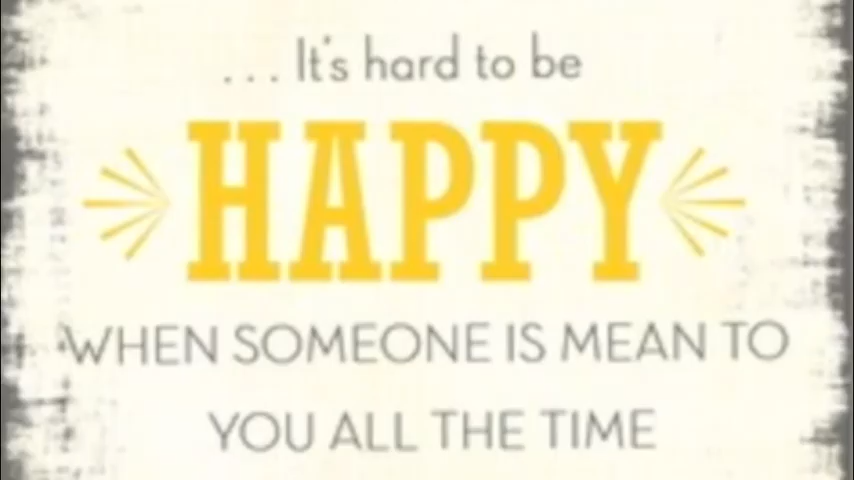 ... It's hard to be
HAPPY
WHEN SOMEONE IS MEAN TO
YOU ALL THE TIME